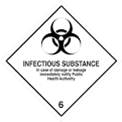 INFECTIOUS SUBSTANCE
In case of damage or leakage
immediately notify Public
Health Authority
6